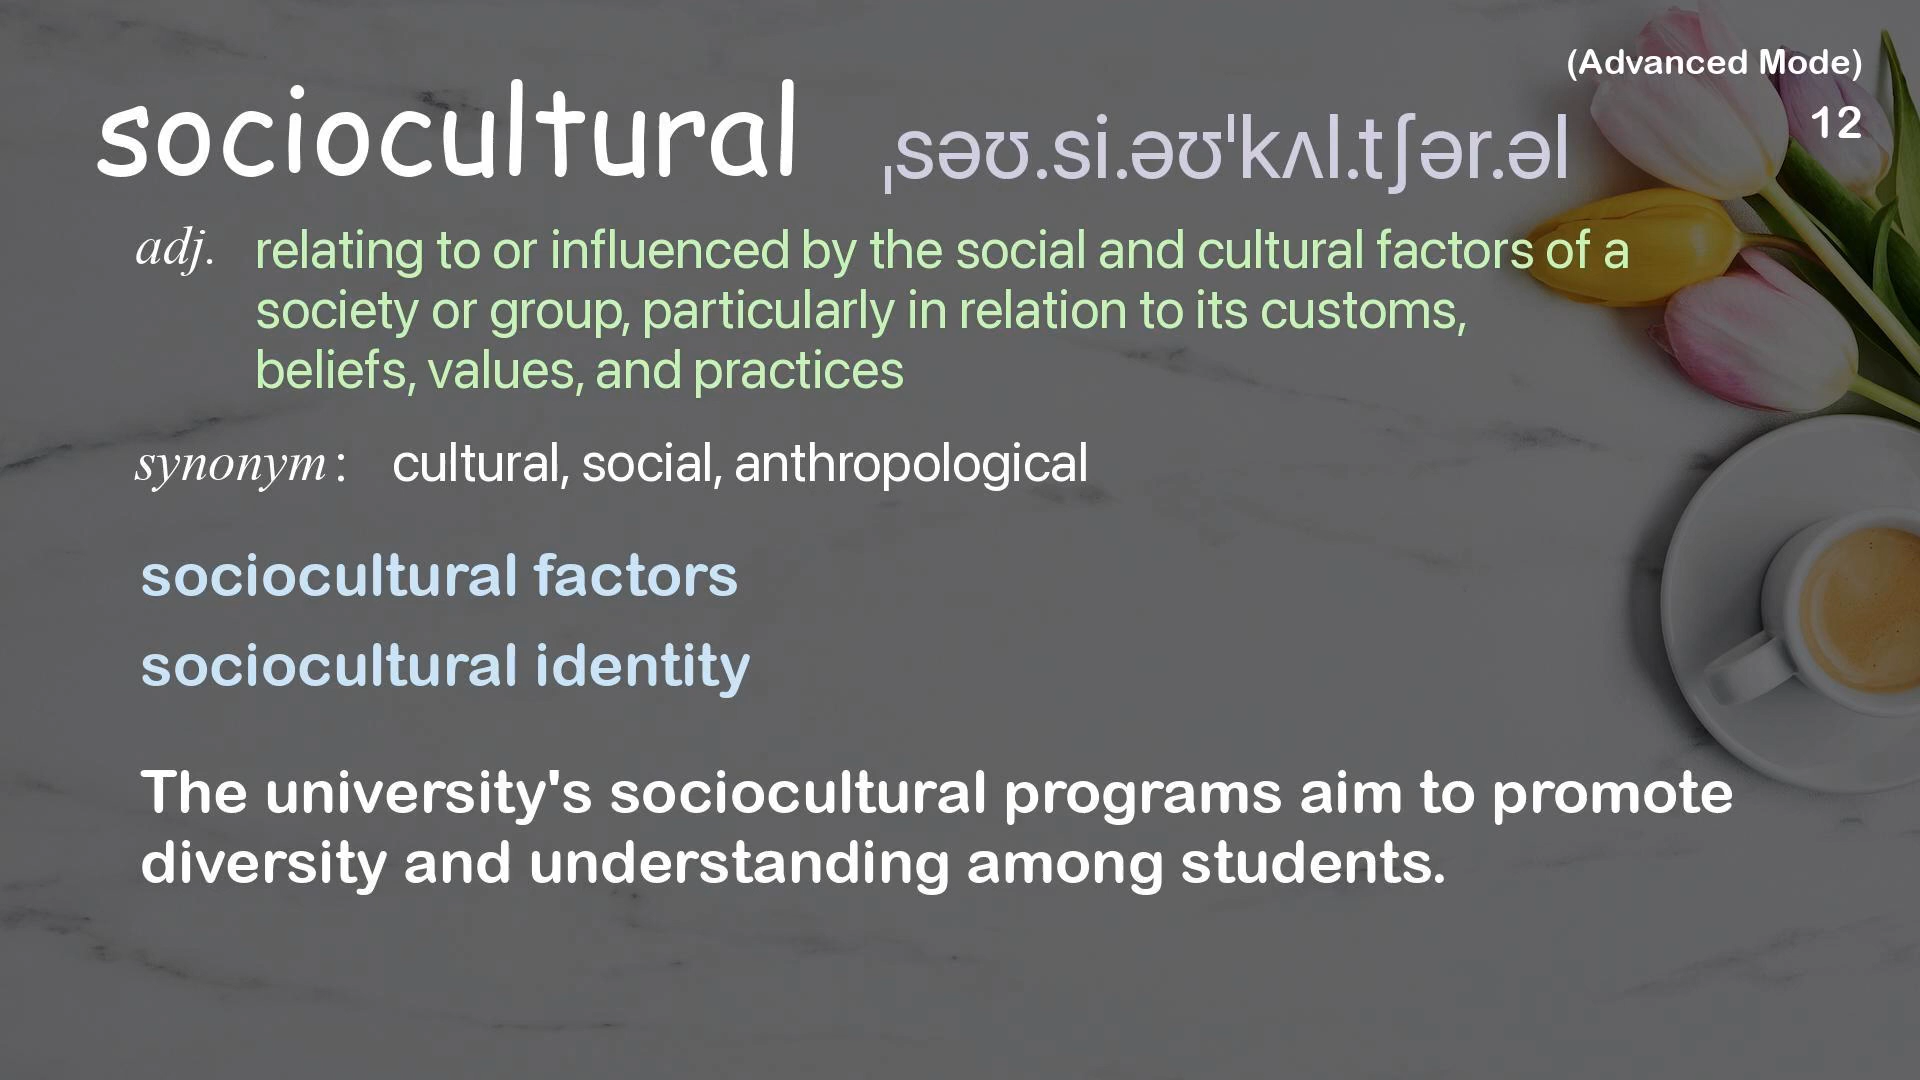 (Advanced Mode)
sociocultural ˌsəʊ.si.əʊˈkʌl.tʃər.əl 12
adj. relating to or influenced by the social and cultural factors of a
society or group, particularly in relation to its customs,
beliefs, values, and practices
synonym : cultural, social, anthropological
sociocultural factors
sociocultural identity
The university's sociocultural programs aim to promote
diversity and understanding among students.